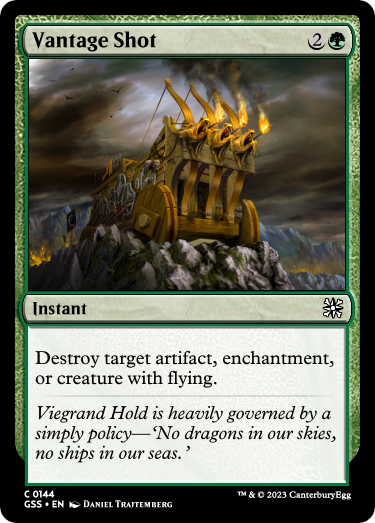 Vantage Shot 2
Instant
Destroy target artifact, enchantment,
or creature with flying.
Viegrand Hold is heavily governed by a
simply policy—‘No dragons in our skies,
no ships in our seas.’
C 0144
GSS • EN Daniel Traitemberg
™ & © 2023 CanterburyEgg